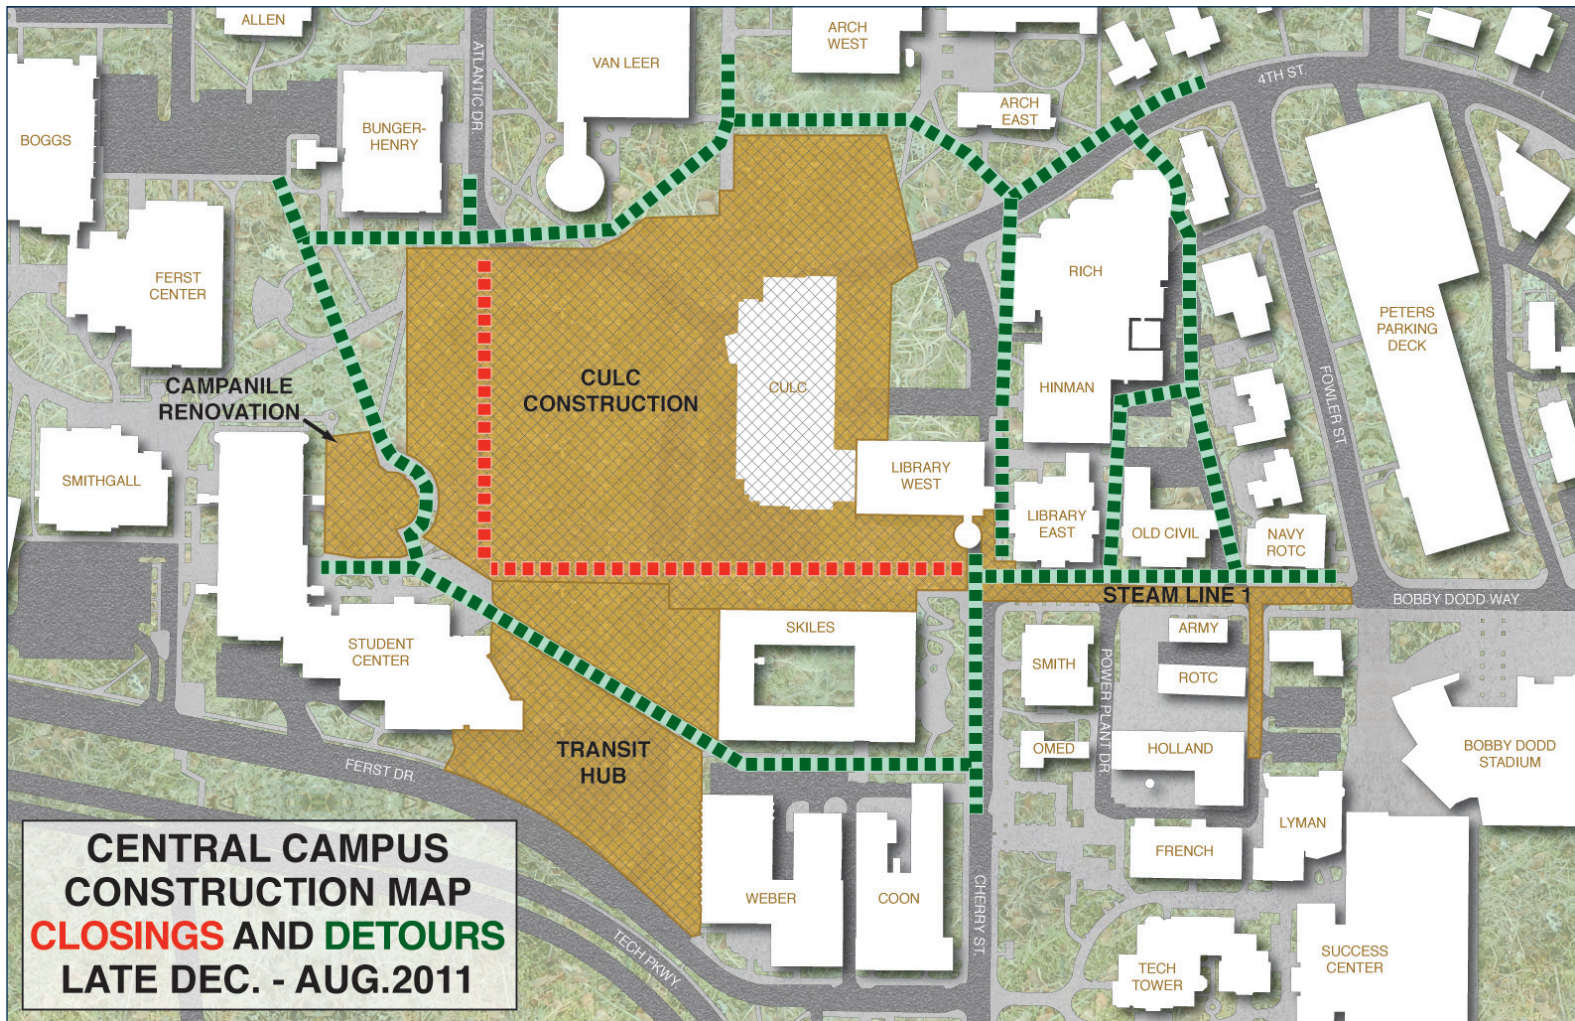 ALLEN
ATLANTIC DR.
VAN LEER
ARCH
WEST
4TH ST.
ARCH
EAST
BOGGS
BUNGER-
HENRY
FERST
CENTER
RICH
PETERS
PARKING
DECK
CAMPANILE
RENOVATION
CULC
CONSTRUCTION
CULC
HINMAN
FOWLER ST.
SMITHGALL
LIBRARY
WEST
LIBRARY
EAST
OLD CIVIL
NAVY
ROTC
STEAM LINE 1
BOBBY DODD WAY
STUDENT
CENTER
SKILES
ARMY
SMITH
ROTC
POWER PLANT DR
TRANSIT
HUB
OMED
HOLLAND
BOBBY DODD
STADIUM
FERST DR.
LYMAN
FRENCH
WEBER
COON
CHERRY ST.
TECH PKWY
SUCCESS
CENTER
TECH
TOWER
CENTRAL CAMPUS
CONSTRUCTION MAP
CLOSINGS AND DETOURS
LATE DEC. - AUG.2011